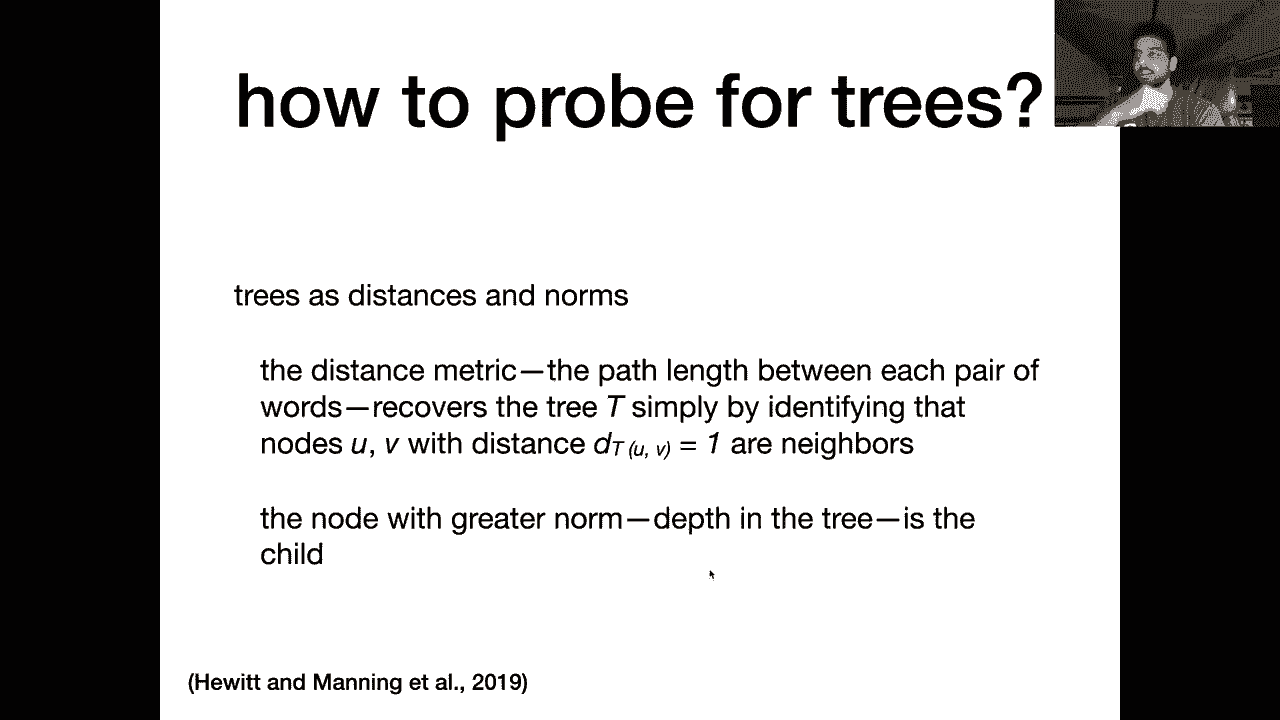 how to probe for trees?
trees as distances and norms
the distance metric—the path length between each pair of
words—recovers the tree T simply by identifying that
nodes u, v with distance dT (u, v) = 1 are neighbors
the node with greater norm—depth in the tree—is the
child
(Hewitt and Manning et al., 2019)